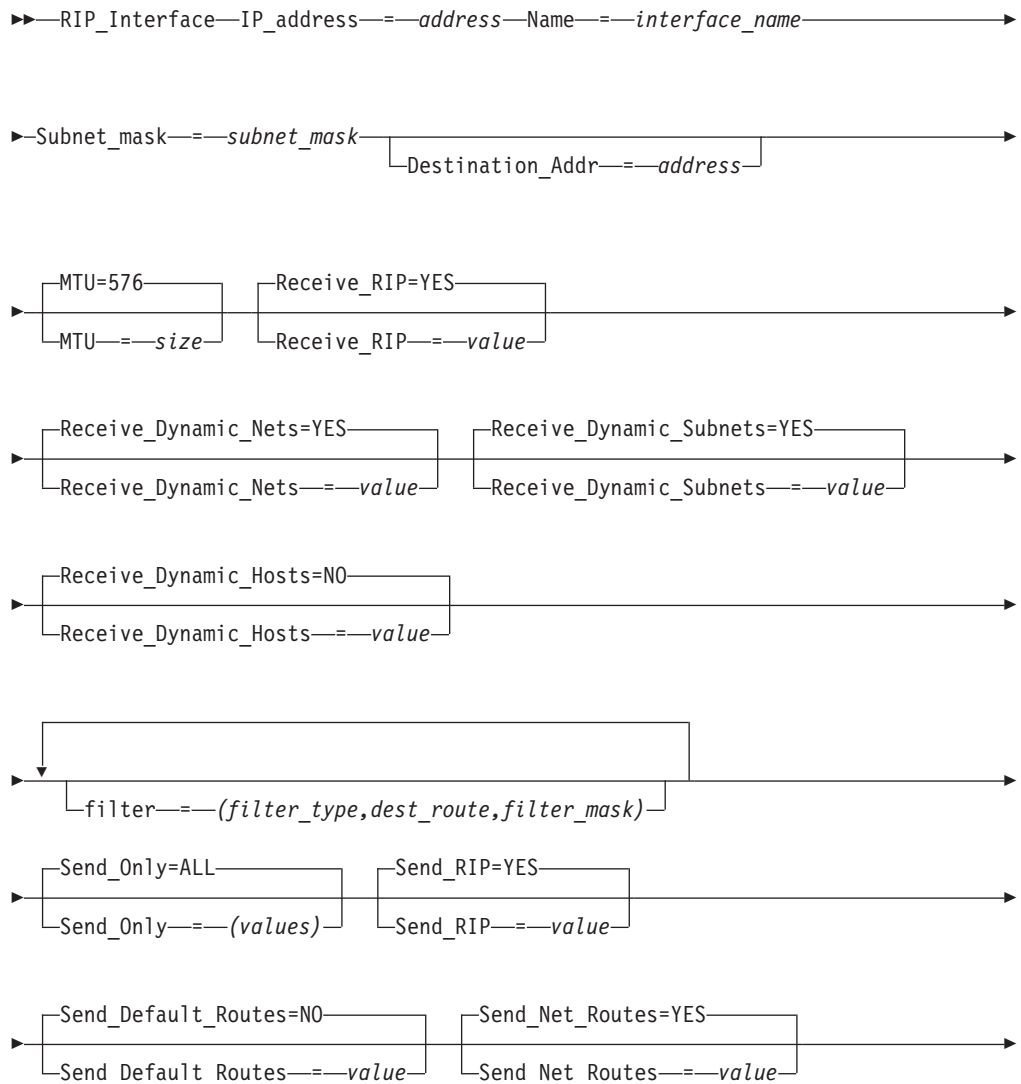 RIP_Interface IP_address = address Name = interface_name
Subnet_mask = subnet_mask
Destination_Addr = address
MTU=576 Receive_RIP=YES
MTU = size Receive_RIP = value
Receive_Dynamic_Nets=YES Receive_Dynamic_Subnets=YES
Receive_Dynamic_Nets = value Receive_Dynamic_Subnets = value
Receive_Dynamic_Hosts=NO
Receive_Dynamic_Hosts = value
filter = (filter_type,dest_route,filter_mask)
Send_Only=ALL Send_RIP=YES
Send_Only = (values) Send_RIP = value
Send_Default_Routes=NO Send_Net_Routes=YES
Send Default Routes = value Send Net Routes = value